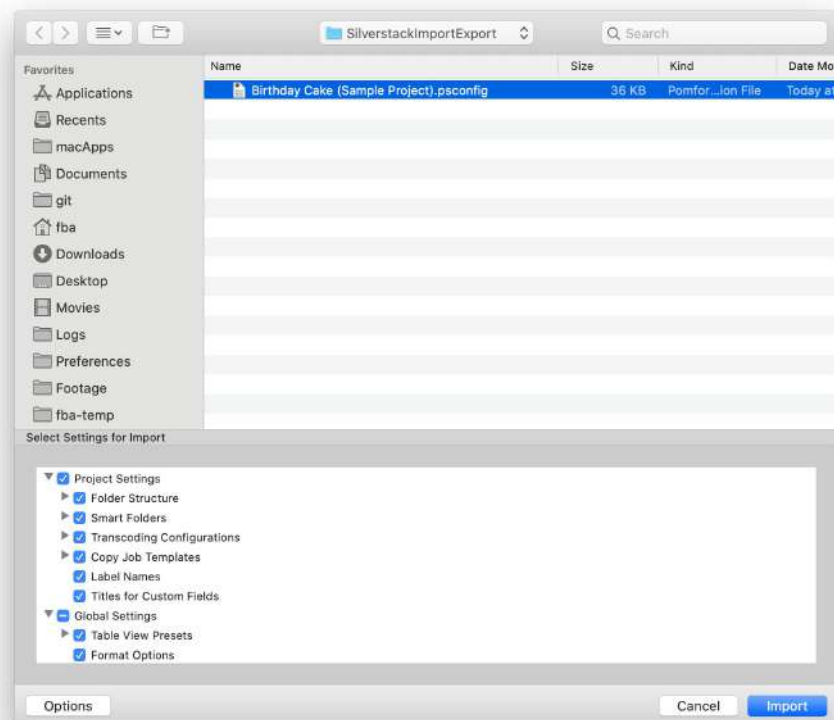 SilverstackImportExport
Search
Favorites
Name Size Kind Date Mo
Applications
Birthday Cake (Sample Project).psconfig 36 KB Pomfor...ion File Today at
Recents
macApps
Documents
git
fba
Downloads
Desktop
Movies
Logs
Preferences
Footage
fba-temp
Select Settings for Import
Project Settings
Folder Structure
Smart Folders
Transcoding Configurations
Copy Job Templates
Label Names
Titles for Custom Fields
Global Settings
Table View Presets
Format Options
Options Cancel Import